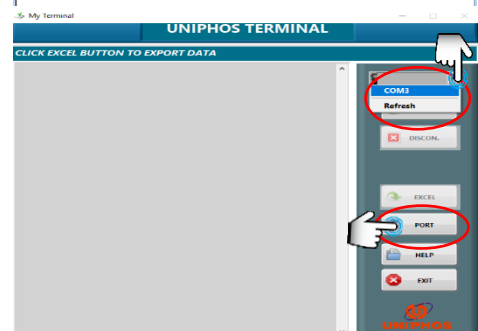 My Terminal
UNIPHOS TERMINAL
CLICK EXCEL BUTTON TO EXPORT DATA
COM3
Refresh
DISCON.
EXCEL
PORT
HELP
EXIT
UNIPHOS